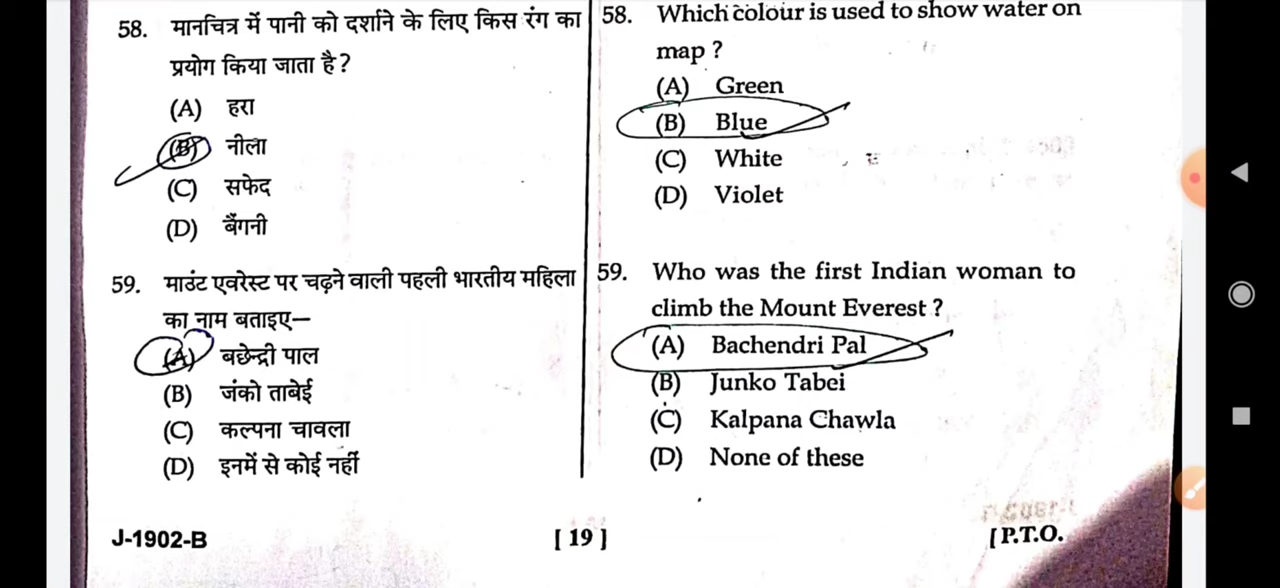 58. मानचित्र में पानी को दर्शाने के लिए किस रंग का
प्रयोग किया जाता है?
(A) हरा
(B) नीला
(C) सफेद
(D) बैंगनी
59. माउंट एवरेस्ट पर चढ़ने वाली पहली भारतीय महिला
का नाम बताइए—
(A) बछेन्द्री पाल
(B) जंको ताबेई
(C) कल्पना चावला
(D) इनमें से कोई नहीं
58. Which colour is used to show water on
map ?
(A) Green
(B) Blue
(C) White
(D) Violet
59. Who was the first Indian woman to
climb the Mount Everest ?
(A) Bachendri Pal
(B) Junko Tabei
(C) Kalpana Chawla
(D) None of these
J-1902-B [ 19 ] [ P.T.O.